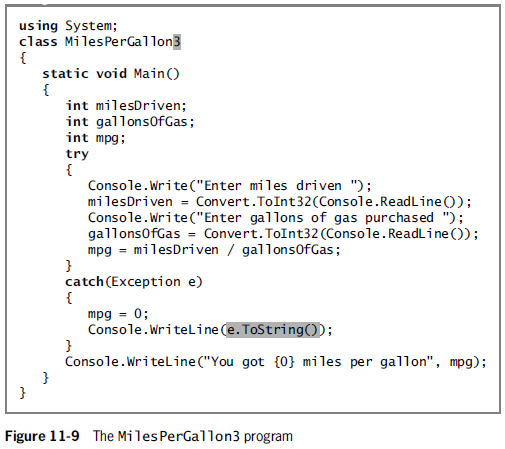 using System;
class MilesPerGallon3
{
   static void Main()
   {
      int milesDriven;
      int gallonsOfGas;
      int mpg;
      try
      {
         Console.Write("Enter miles driven ");
         milesDriven = Convert.ToInt32(Console.ReadLine());
         Console.Write("Enter gallons of gas purchased ");
         gallonsOfGas = Convert.ToInt32(Console.ReadLine());
         mpg = milesDriven / gallonsOfGas;
      }
      catch(Exception e)
      {
         mpg = 0;
         Console.WriteLine(e.ToString());
      }
      Console.WriteLine("You got {0} miles per gallon", mpg);
   }
}
Figure 11-9 The MilesPerGallon3 program